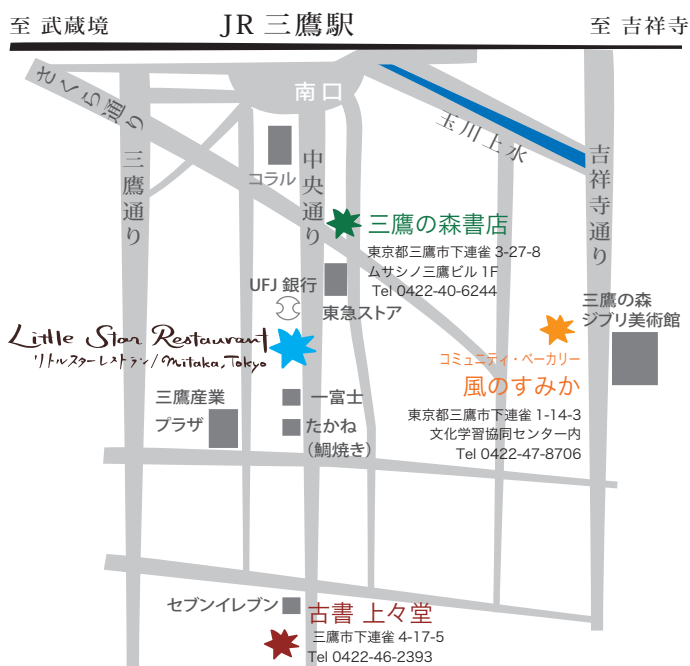 至 武蔵境
JR 三鷹駅
至 吉祥寺
さくら通り
南口
玉川上水
三鷹通り
コラル
中央通り
吉祥寺通り
三鷹の森書店
東京都三鷹市下連雀 3-27-8
ムサシノ三鷹ビル 1F
Tel 0422-40-6244
UFJ 銀行
東急ストア
三鷹の森
ジブリ美術館
Little Star Restaurant
リトルスターレストラン/Mitaka,Tokyo
コミュニティ・ベーカリー
風のすみか
東京都三鷹市下連雀 1-14-3
文化学習協同センター内
Tel 0422-47-8706
三鷹産業
プラザ
一富士
たかね
(鯛焼き)
セブンイレブン
古書 上々堂
三鷹市下連雀 4-17-5
Tel 0422-46-2393